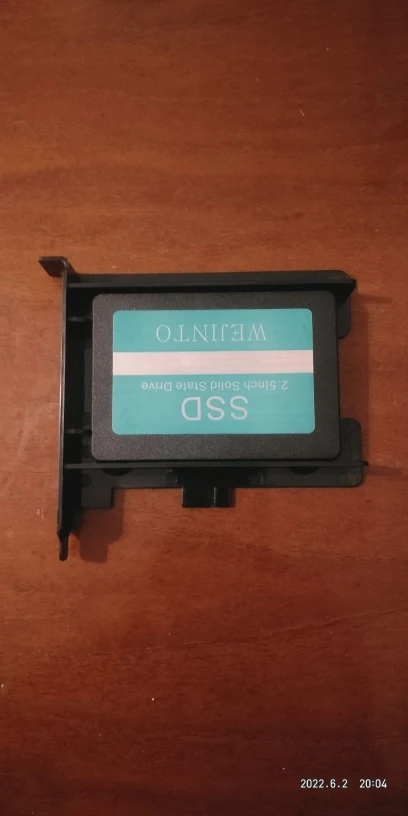 SSD
2.5inch Solid State Drive
WEJINTO
2022.6.2 20:04